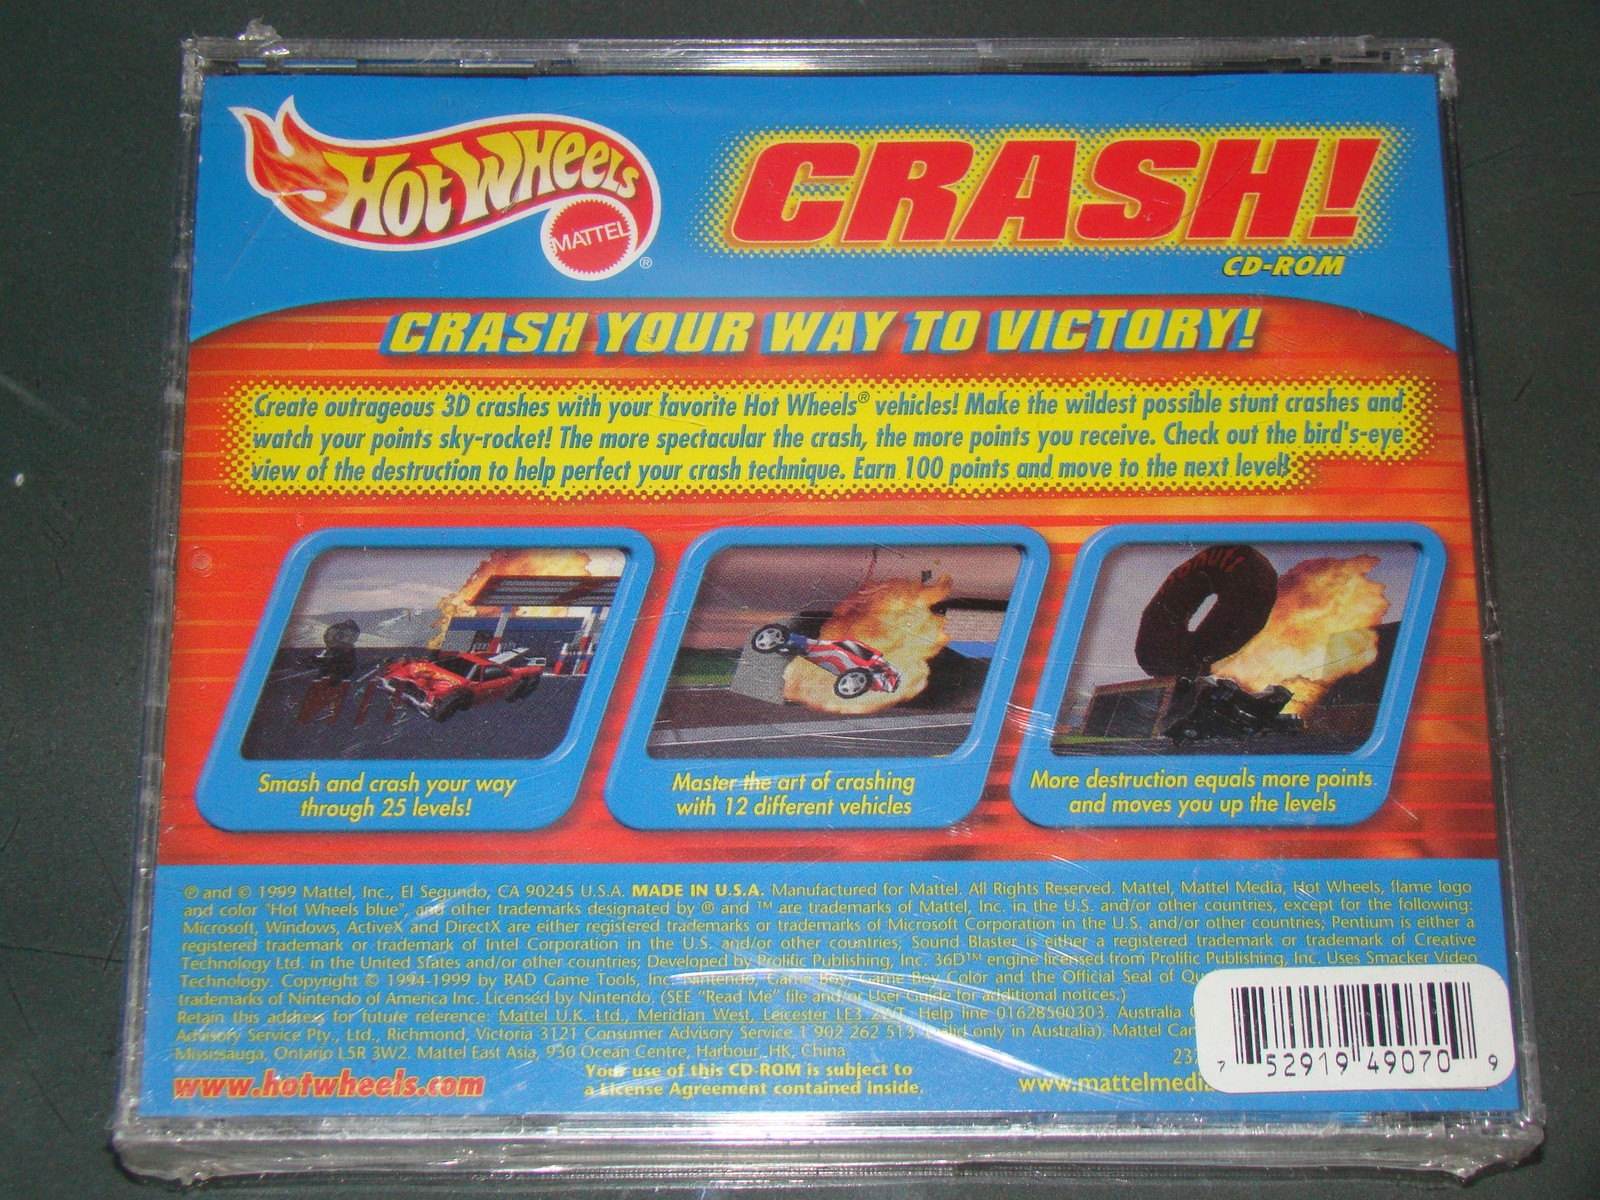 Hot Wheels
MATTEL
®
CRASH!
CD-ROM
CRASH YOUR WAY TO VICTORY!
Create outrageous 3D crashes with your favorite Hot Wheels® vehicles! Make the wildest possible stunt crashes and
watch your points sky-rocket! The more spectacular the crash, the more points you receive. Check out the bird's-eye
view of the destruction to help perfect your crash technique. Earn 100 points and move to the next level!
Smash and crash your way
through 25 levels!
Master the art of crashing
with 12 different vehicles
More destruction equals more points
and moves you up the levels
® and © 1999 Mattel, Inc., El Segundo, CA 90245 U.S.A. MADE IN U.S.A. Manufactured for Mattel. All Rights Reserved. Mattel, Mattel Media, Hot Wheels, flame logo
and color "Hot Wheels blue", and other trademarks designated by ® and ™ are trademarks of Mattel, Inc. in the U.S. and/or other countries, except for the following:
Microsoft, Windows, ActiveX and DirectX are either registered trademarks or trademarks of Microsoft Corporation in the U.S. and/or other countries; Pentium is either a
registered trademark or trademark of Intel Corporation in the U.S. and/or other countries; Sound Blaster is either a registered trademark or trademark of Creative
Technology Ltd. in the United States and/or other countries; Developed by Prolific Publishing, Inc. 36D™ engine licensed from Prolific Publishing, Inc. Uses Smacker Video
Technology. Copyright © 1994-1999 by RAD Game Tools, Inc. Nintendo, Game Boy, Game Boy Color and the Official Seal of Qu
trademarks of Nintendo of America Inc. Licensed by Nintendo. (SEE "Read Me" file and/or User Guide for additional notices.)
Retain this address for future reference: Mattel U.K. Ltd., Meridian West, Leicester LE3 2WT. Help line 01628500303. Australia
Advisory Service Pty., Ltd., Richmond, Victoria 3121 Consumer Advisory Service 1 902 262 513. (valid only in Australia). Mattel Can
Mississauga, Ontario L5R 3W2. Mattel East Asia, 930 Ocean Centre, Harbour, HK, China.
232
www.hotwheels.com
Your use of this CD-ROM is subject to
a License Agreement contained inside.
www.mattelmedia
7 52919 49070 9